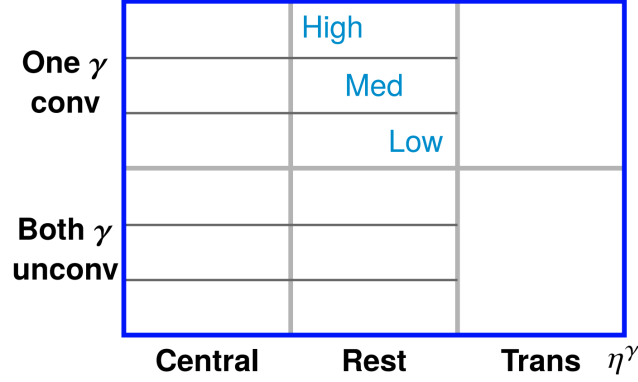 High
One γ
conv
Med
Low
Both γ
unconv
Central Rest Trans η^γ